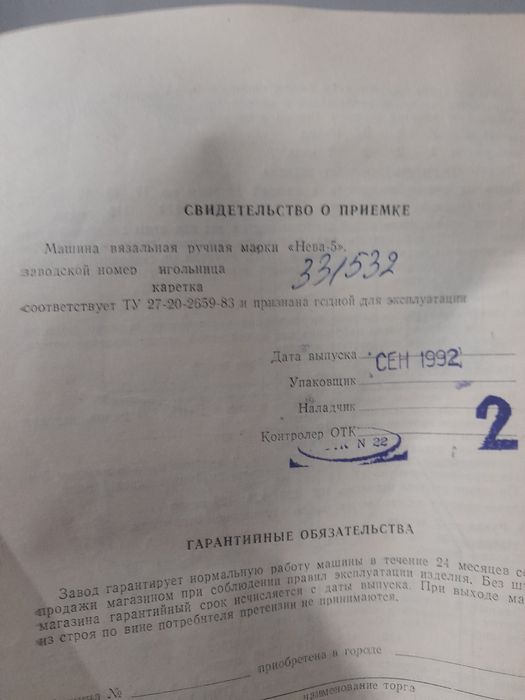 СВИДЕТЕЛЬСТВО О ПРИЕМКЕ
Машина вязальная ручная марки «Нева-5»,
заводской номер игольница 331532
каретка
соответствует ТУ 27-20-2659-83 и признана годной для эксплуатации
Дата выпуска СЕН 1992
Упаковщик
Наладчик
2
Контролер ОТК
N 22
ГАРАНТИЙНЫЕ ОБЯЗАТЕЛЬСТВА
Завод гарантирует нормальную работу машины в течение 24 месяцев со
продажи магазином при соблюдении правил эксплуатации изделия. Без
магазина гарантийный срок исчисляется с даты выпуска. При выходе
из строя по вине потребителя претензии не принимаются.
№ приобретена в городе
наименование торга